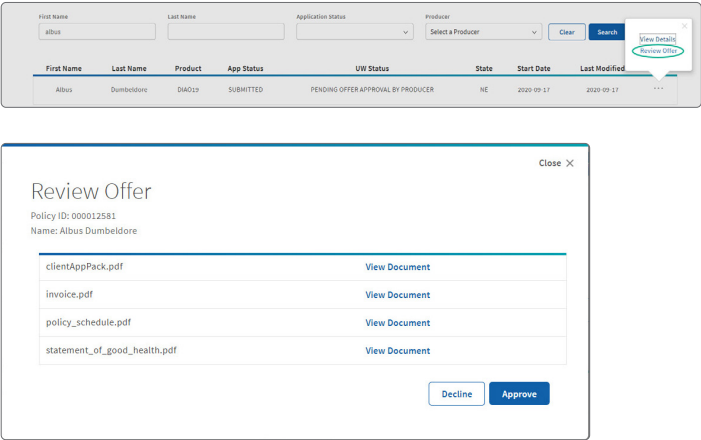 First Name Last Name Application Status Producer
albus Select a Producer Clear Search
View Details
Review Offer
First Name Last Name Product App Status UW Status State Start Date Last Modified
Albus Dumbeldore DIAO19 SUBMITTED PENDING OFFER APPROVAL BY PRODUCER NE 2020-09-17 2020-09-17 ...
Close ×
Review Offer
Policy ID: 000012581
Name: Albus Dumbeldore
clientAppPack.pdf View Document
invoice.pdf View Document
policy_schedule.pdf View Document
statement_of_good_health.pdf View Document
Decline Approve